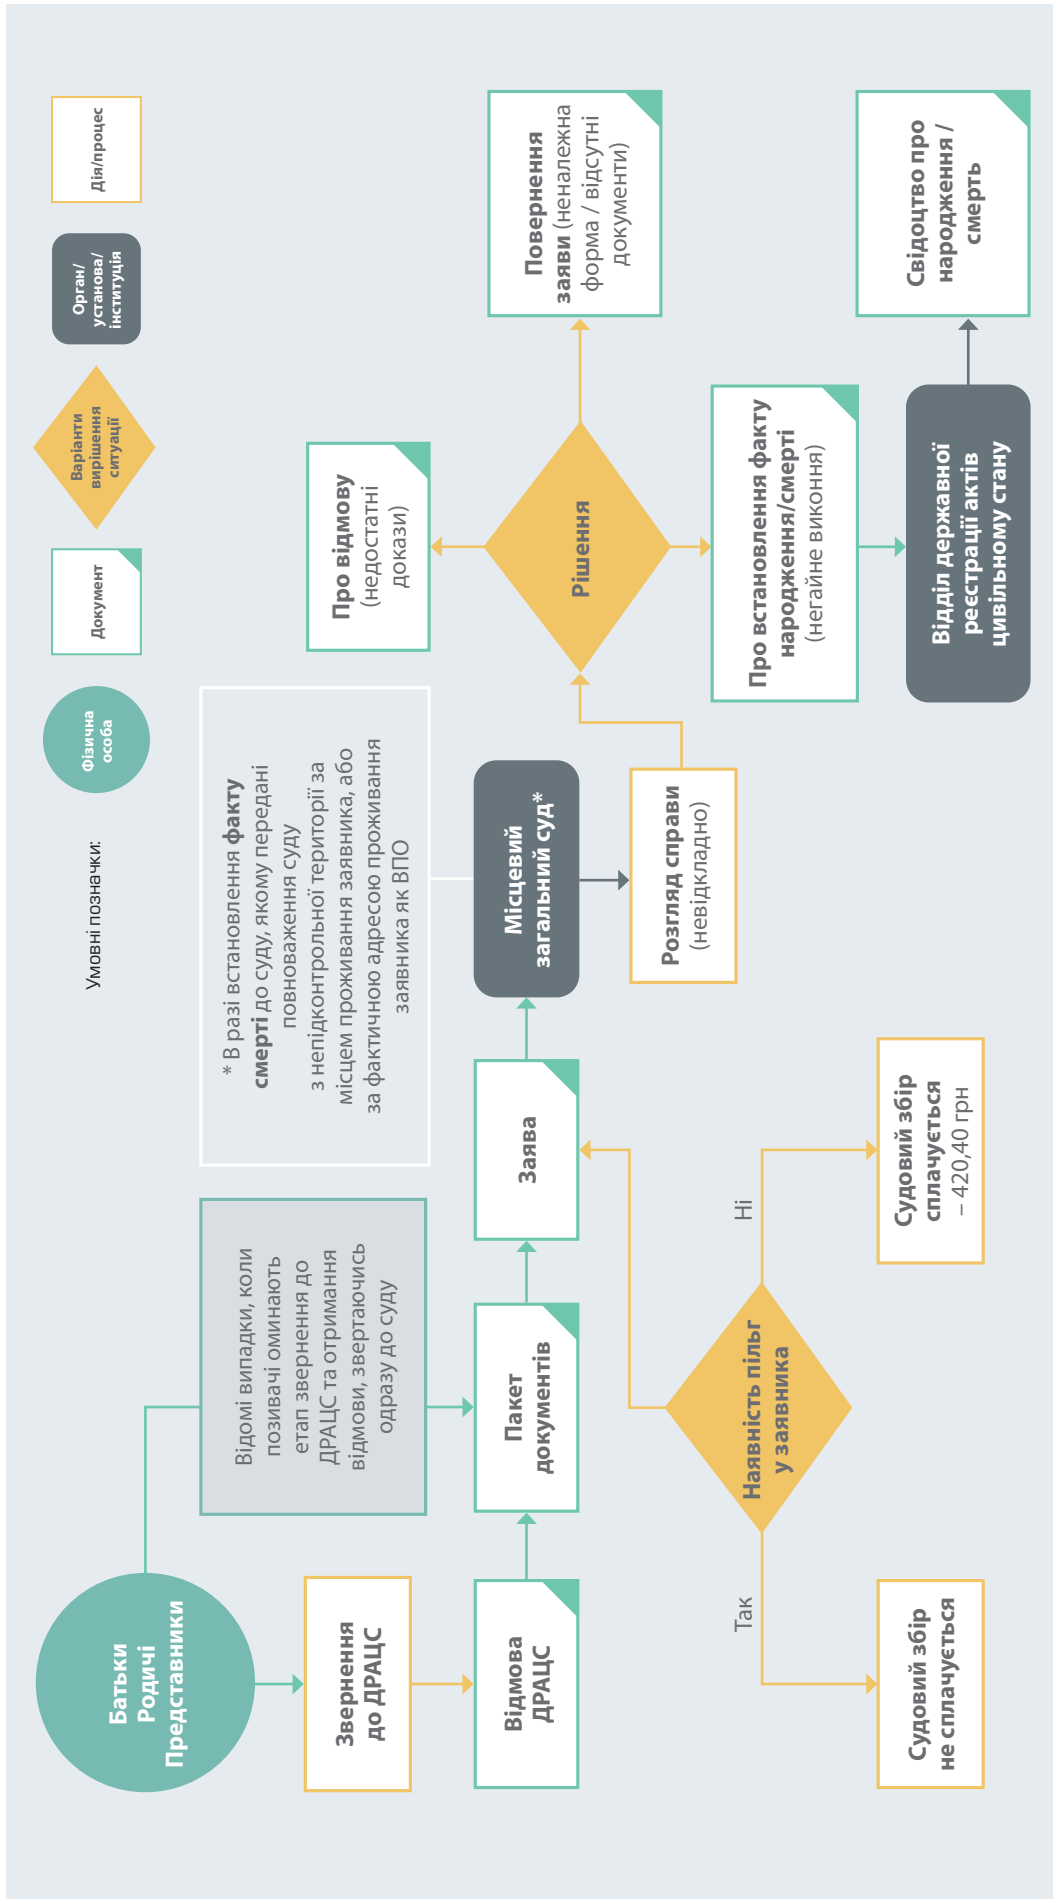 Умовні позначки:
Фізична
особа
Документ
Варіанти
вирішення
ситуації
Орган/
установа/
інституція
Дія/процес
Батьки
Родичі
Представники
Відомі випадки, коли
позивачі оминають
етап звернення до
ДРАЦС та отримання
відмови, звертаючись
одразу до суду
* В разі встановлення факту
смерті до суду, якому передані
повноваження суду
з непідконтрольної території за
місцем проживання заявника, або
за фактичною адресою проживання
заявника як ВПО
Звернення
до ДРАЦС
Відмова
ДРАЦС
Пакет
документів
Заява
Місцевий
загальний суд*
Розгляд справи
(невідкладно)
Рішення
Про відмову
(недостатні
докази)
Повернення
заяви (неналежна
форма / відсутні
документи)
Про встановлення факту
народження/смерті
(негайне виконня)
Відділ державної
реєстрації актів
цивільному стану
Свідоцтво про
народження /
смерть
Наявність пільг
у заявника
Так
Ні
Судовий збір
не сплачується
Судовий збір
сплачується
– 420,40 грн